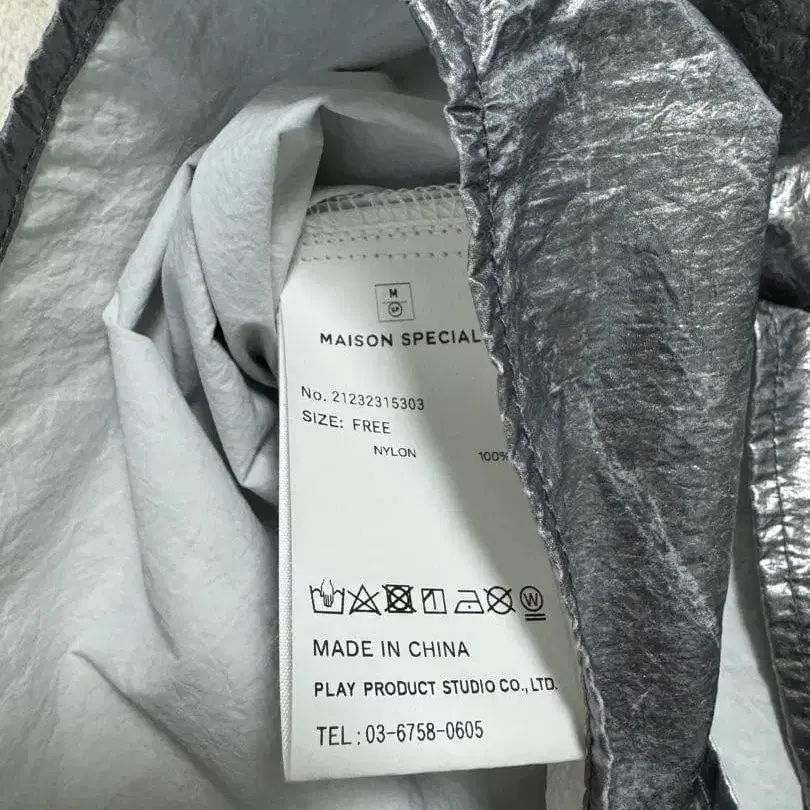 M
SP
MAISON SPECIAL
No. 21232315303
SIZE: FREE
NYLON 100%
W
MADE IN CHINA
PLAY PRODUCT STUDIO CO., LTD.
TEL: 03-6758-0605